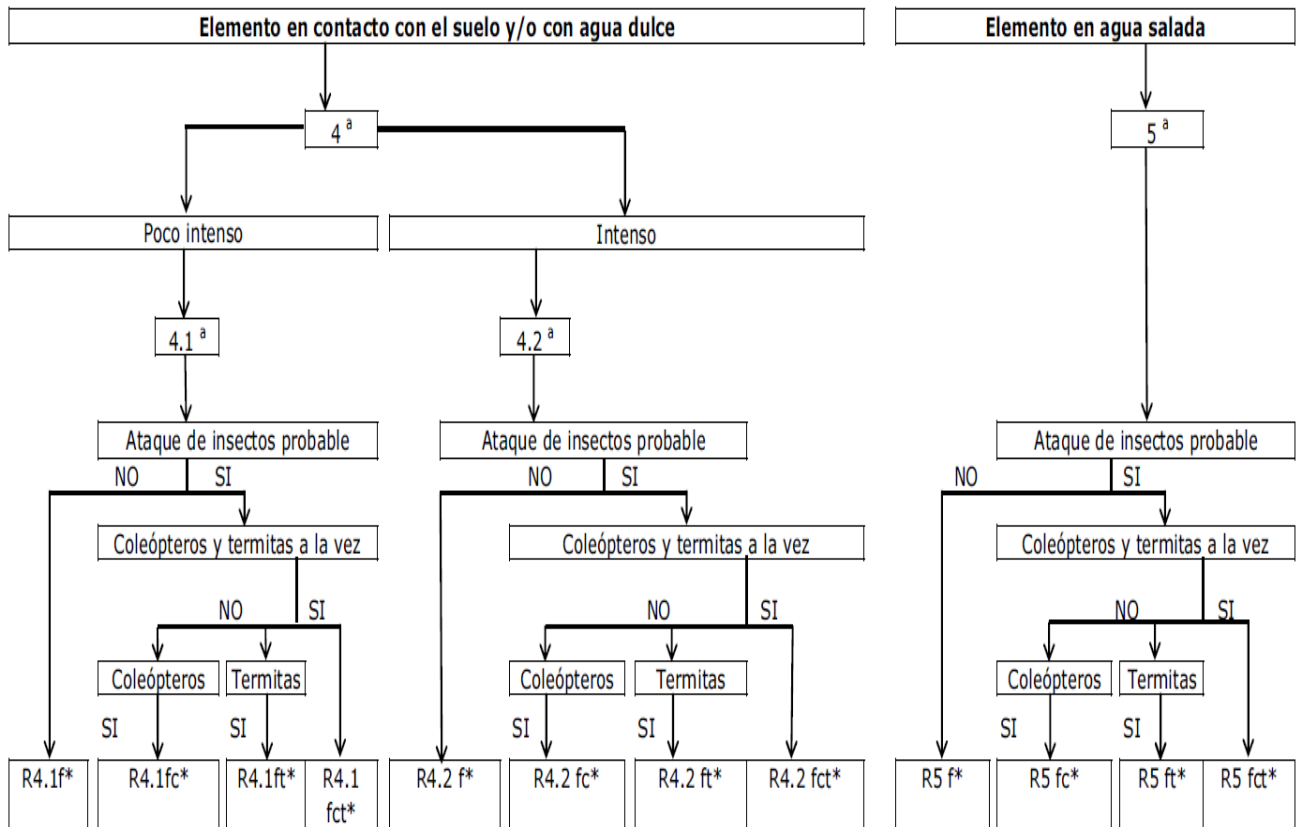 Elemento en contacto con el suelo y/o con agua dulce
Elemento en agua salada
4 a
5 a
Poco intenso
Intenso
4.1 a
4.2 a
Ataque de insectos probable
Ataque de insectos probable
Ataque de insectos probable
NO SI
NO SI
NO SI
Coleópteros y termitas a la vez
Coleópteros y termitas a la vez
Coleópteros y termitas a la vez
NO SI
NO SI
NO SI
Coleópteros Termitas
Coleópteros Termitas
Coleópteros Termitas
SI SI
SI SI
SI SI
R4.1f*
R4.1fc*
R4.1ft*
R4.1
fct*
R4.2 f*
R4.2 fc*
R4.2 ft*
R4.2 fct*
R5 f*
R5 fc*
R5 ft*
R5 fct*